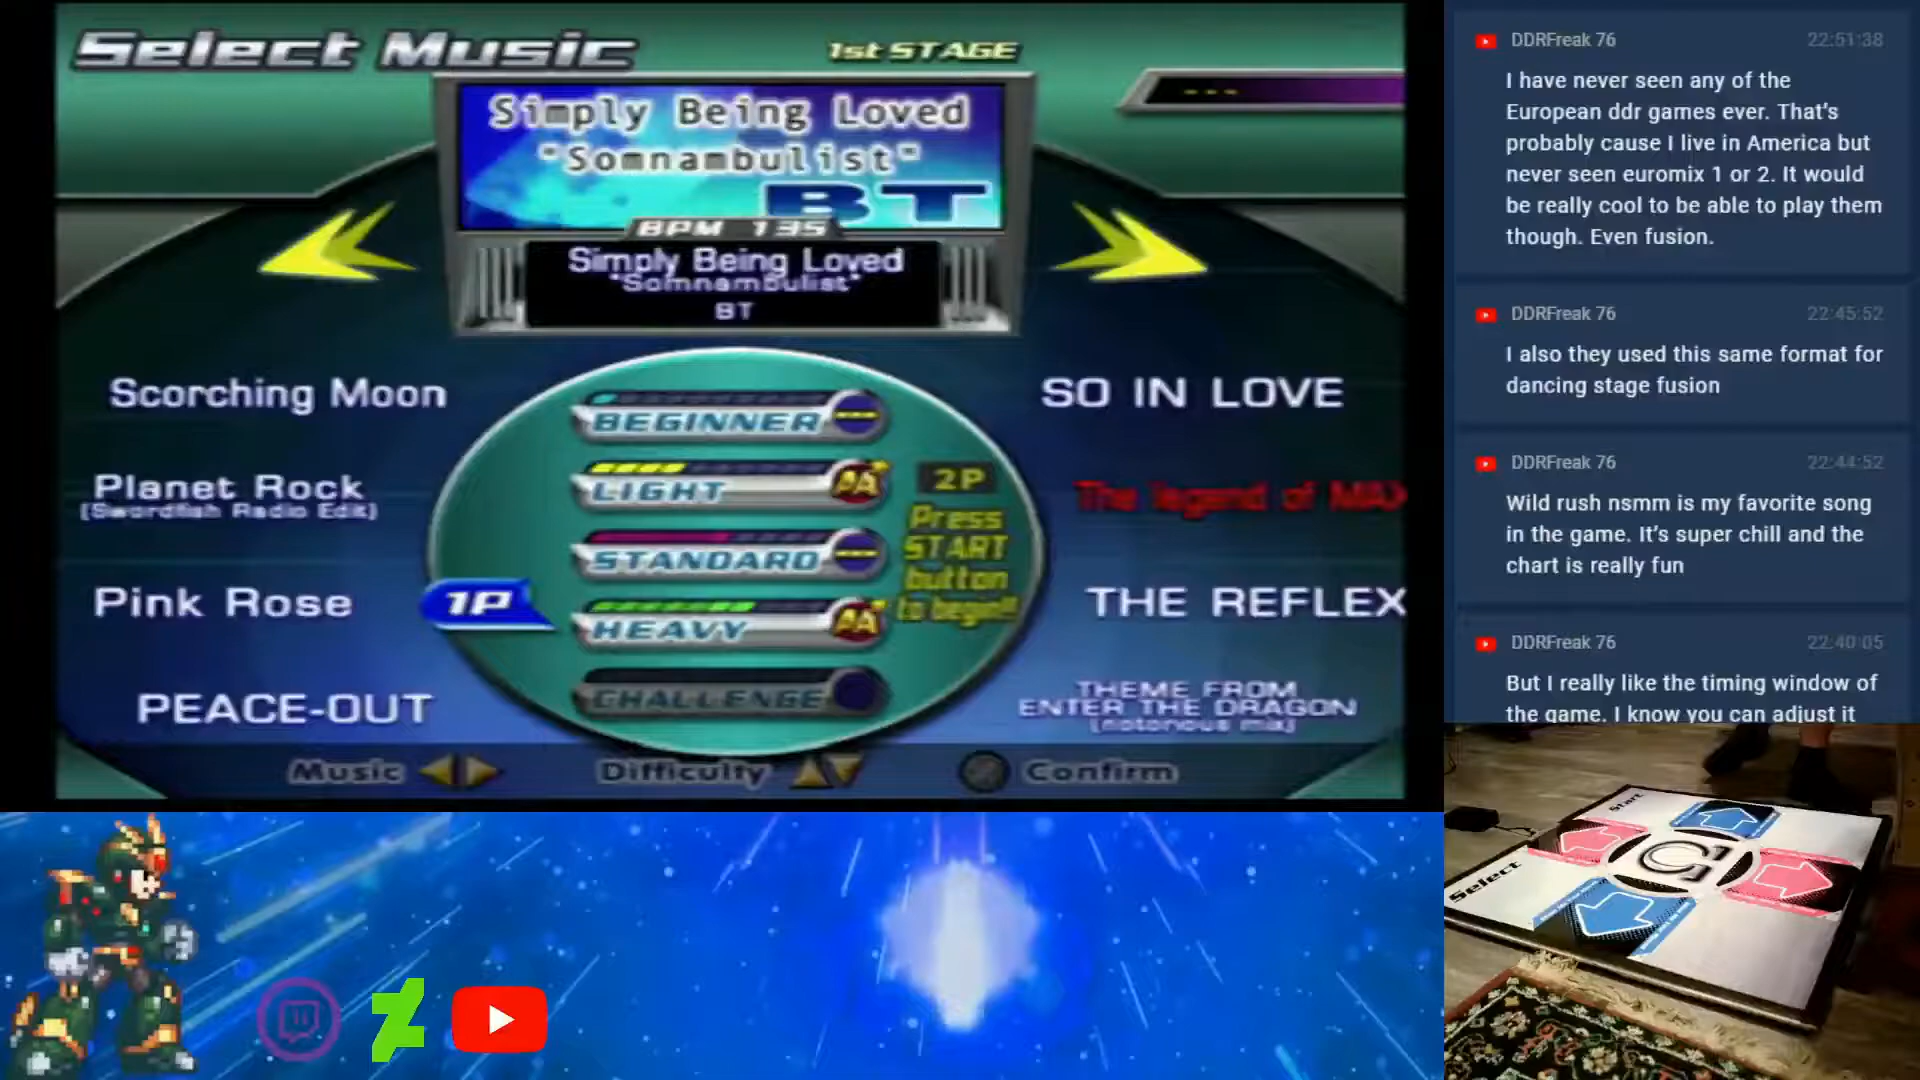 Select Music
1st STAGE
Simply Being Loved
"Somnambulist"
BT
BPM 135
Simply Being Loved
"Somnambulist"
BT
Scorching Moon
Planet Rock
(Swordfish Radio Edit)
Pink Rose
PEACE-OUT
BEGINNER
LIGHT
AA
STANDARD
1P
HEAVY
AA
CHALLENGE
2P
Press
START
button
to begin!!
SO IN LOVE
The legend of MAX
THE REFLEX
THEME FROM
ENTER THE DRAGON
(notorious mix)
Music
Difficulty
Confirm
DDRFreak 76 22:51:38
I have never seen any of the
European ddr games ever. That's
probably cause I live in America but
never seen euromix 1 or 2. It would
be really cool to be able to play them
though. Even fusion.
DDRFreak 76 22:45:52
I also they used this same format for
dancing stage fusion
DDRFreak 76 22:44:52
Wild rush nsmm is my favorite song
in the game. It's super chill and the
chart is really fun
DDRFreak 76 22:40:05
But I really like the timing window of
the game. I know you can adjust it
Start
Select